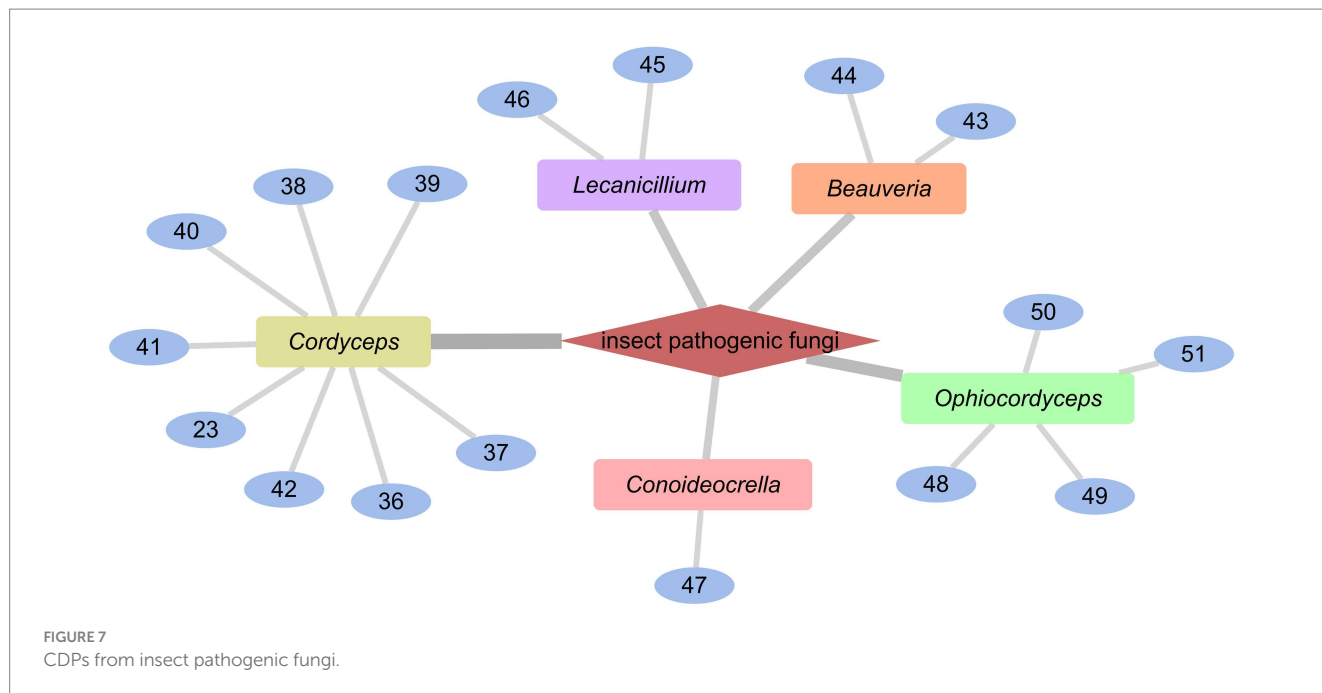 45
44
46
43
Lecanicillium
Beauveria
38
39
40
50
insect pathogenic fungi
Cordyceps
41
51
Ophiocordyceps
23
37
Conoideocrella
48
42
36
49
47
FIGURE 7
CDPs from insect pathogenic fungi.